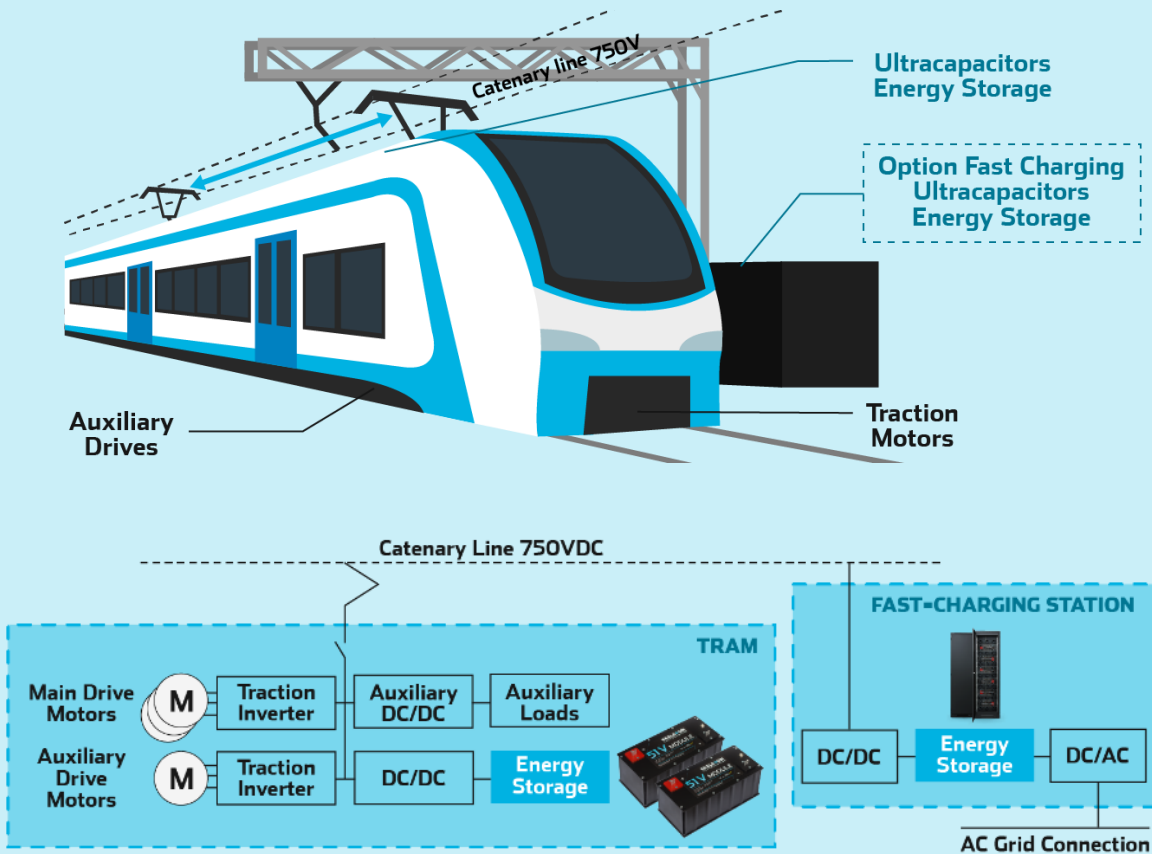 Catenary line 750V
Ultracapacitors
Energy Storage
Option Fast Charging
Ultracapacitors
Energy Storage
Auxiliary
Drives
Traction
Motors
Catenary Line 750VDC
FAST-CHARGING STATION
TRAM
Main Drive
Motors
M
Traction
Inverter
Auxiliary
DC/DC
Auxiliary
Loads
Auxiliary
Drive
Motors
M
Traction
Inverter
DC/DC
Energy
Storage
51V MODULE
51V MODULE
DC/DC
Energy
Storage
DC/AC
AC Grid Connection